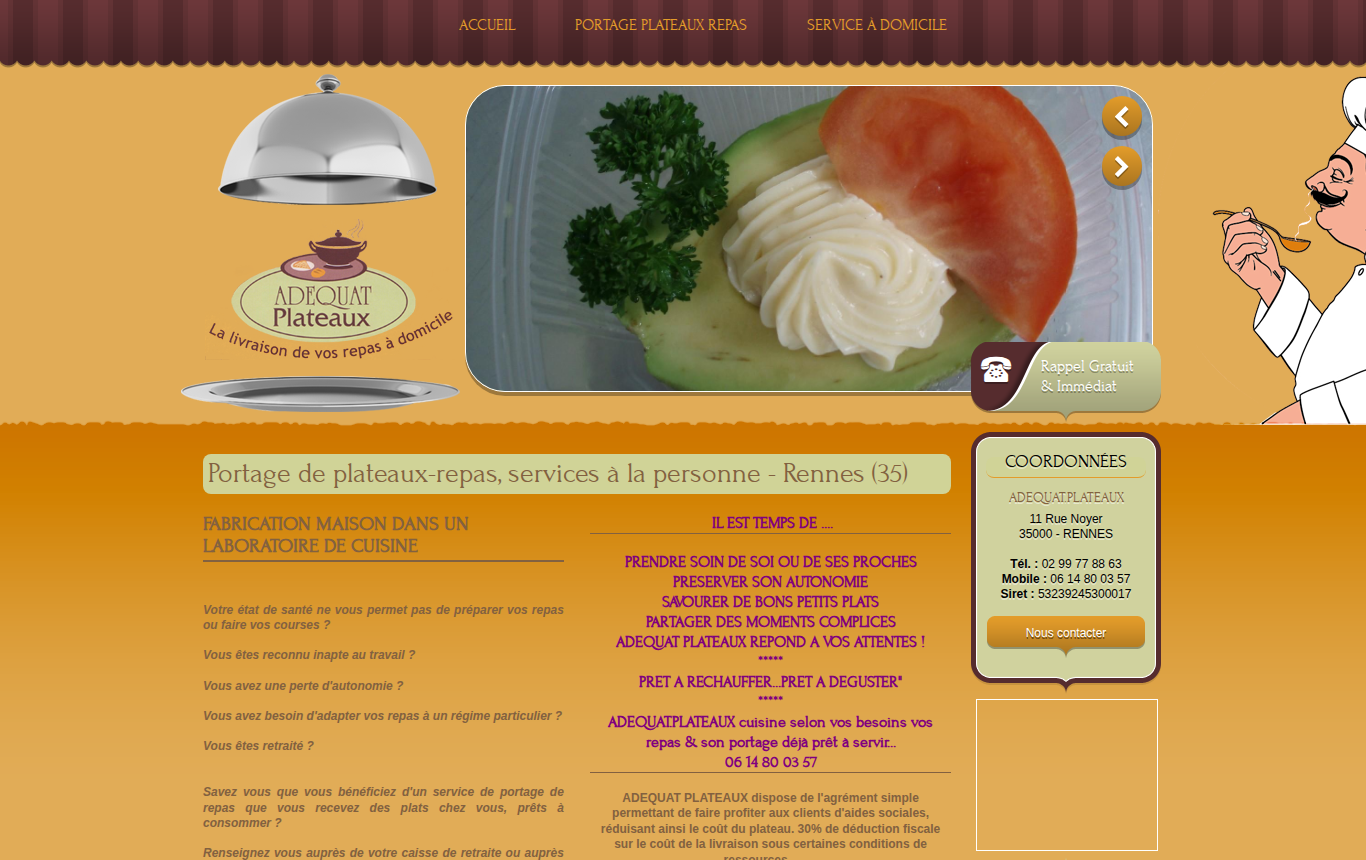 ACCUEIL
PORTAGE PLATEAUX REPAS
SERVICE À DOMICILE
ADEQUAT
Plateaux
La livraison de vos repas à domicile
Rappel Gratuit
& Immédiat
Portage de plateaux-repas, services à la personne - Rennes (35)
FABRICATION MAISON DANS UN
LABORATOIRE DE CUISINE
Votre état de santé ne vous permet pas de préparer vos repas
ou faire vos courses ?
Vous êtes reconnu inapte au travail ?
Vous avez une perte d'autonomie ?
Vous avez besoin d'adapter vos repas à un régime particulier ?
Vous êtes retraité ?
Savez vous que vous bénéficiez d'un service de portage de
repas que vous recevez des plats chez vous, prêts à
consommer ?
Renseignez vous auprès de votre caisse de retraite ou auprès
IL EST TEMPS DE ....
PRENDRE SOIN DE SOI OU DE SES PROCHES
PRESERVER SON AUTONOMIE
SAVOURER DE BONS PETITS PLATS
PARTAGER DES MOMENTS COMPLICES
ADEQUAT PLATEAUX REPOND A VOS ATTENTES !
*****
PRET A RECHAUFFER...PRET A DEGUSTER"
*****
ADEQUATPLATEAUX cuisine selon vos besoins vos
repas & son portage déjà prêt à servir...
06 14 80 03 57
ADEQUAT PLATEAUX dispose de l'agrément simple
permettant de faire profiter aux clients d'aides sociales,
réduisant ainsi le coût du plateau. 30% de déduction fiscale
sur le coût de la livraison sous certaines conditions de
ressources
COORDONNÉES
ADEQUAT.PLATEAUX
11 Rue Noyer
35000 - RENNES
Tél. : 02 99 77 88 63
Mobile : 06 14 80 03 57
Siret : 53239245300017
Nous contacter